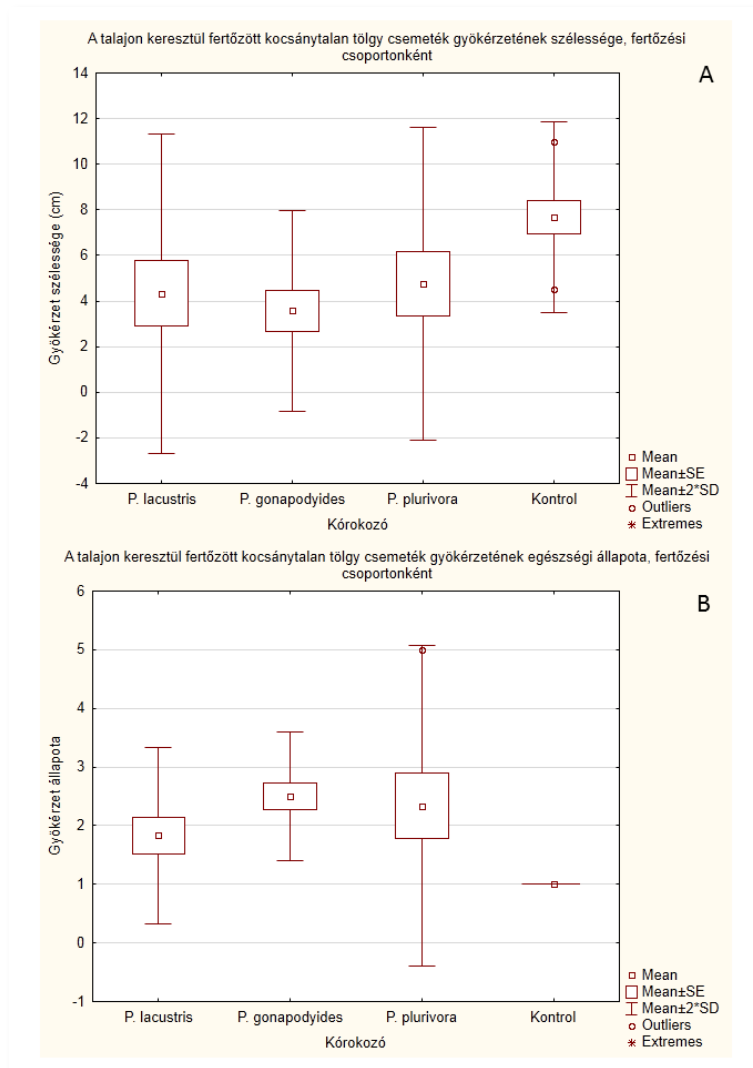 A talajon keresztül fertőzött kocsánytalan tölgy csemeték gyökérzetének szélessége, fertőzési
csoportonként
A
14
12
10
8
6
4
2
0
-2
-4
Gyökérzet szélessége (cm)
P. lacustris
P. gonapodyides
P. plurivora
Kontrol
Kórokozó
Mean
Mean±SE
Mean±2*SD
Outliers
Extremes
A talajon keresztül fertőzött kocsánytalan tölgy csemeték gyökérzetének egészségi állapota, fertőzési
csoportonként
B
6
5
4
3
2
1
0
-1
Gyökérzet állapota
P. lacustris
P. gonapodyides
P. plurivora
Kontrol
Kórokozó
Mean
Mean±SE
Mean±2*SD
Outliers
Extremes